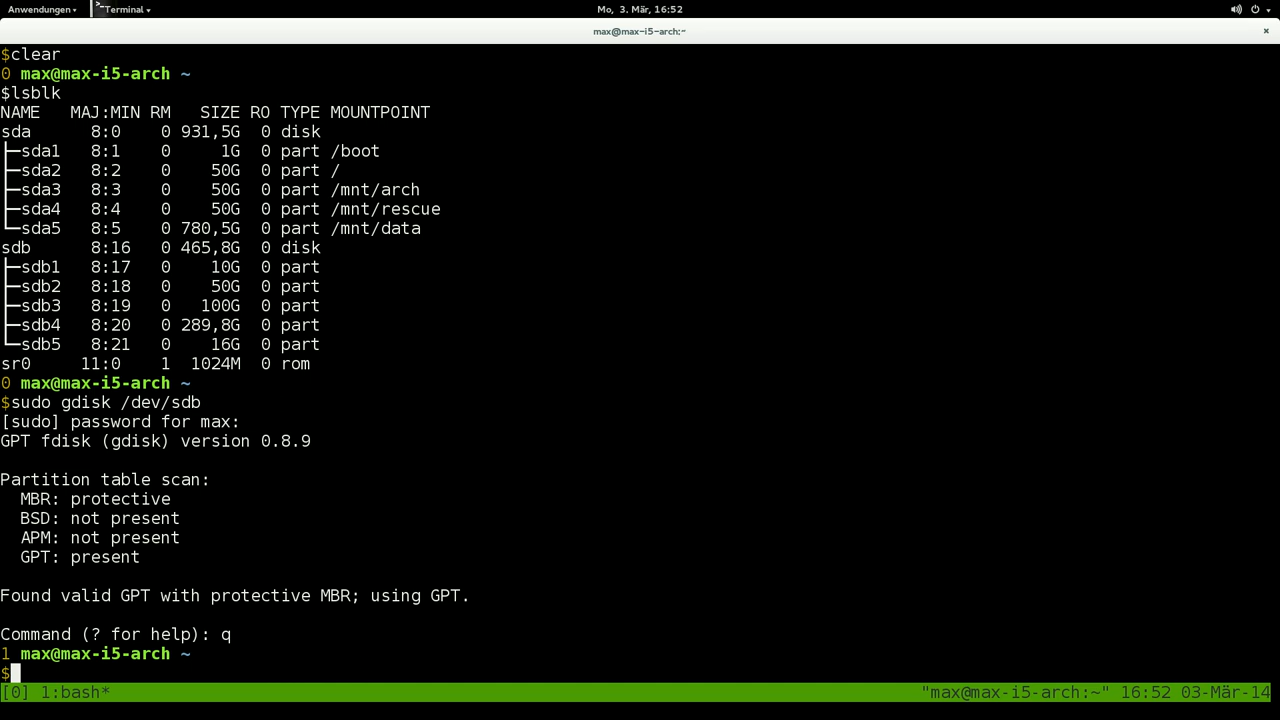 Anwendungen Terminal Mo, 3. Mär, 16:52
max@max-i5-arch:~ ×
$clear
0 max@max-i5-arch ~
$lsblk
NAME   MAJ:MIN RM   SIZE RO TYPE MOUNTPOINT
sda      8:0    0 931,5G  0 disk
├─sda1   8:1    0     1G  0 part /boot
├─sda2   8:2    0    50G  0 part /
├─sda3   8:3    0    50G  0 part /mnt/arch
├─sda4   8:4    0    50G  0 part /mnt/rescue
└─sda5   8:5    0 780,5G  0 part /mnt/data
sdb      8:16   0 465,8G  0 disk
├─sdb1   8:17   0    10G  0 part
├─sdb2   8:18   0    50G  0 part
├─sdb3   8:19   0   100G  0 part
├─sdb4   8:20   0 289,8G  0 part
└─sdb5   8:21   0    16G  0 part
sr0     11:0    1  1024M  0 rom
0 max@max-i5-arch ~
$sudo gdisk /dev/sdb
[sudo] password for max:
GPT fdisk (gdisk) version 0.8.9
Partition table scan:
  MBR: protective
  BSD: not present
  APM: not present
  GPT: present
Found valid GPT with protective MBR; using GPT.
Command (? for help): q
1 max@max-i5-arch ~
$
[0] 1:bash* "max@max-i5-arch:~" 16:52 03-Mär-14